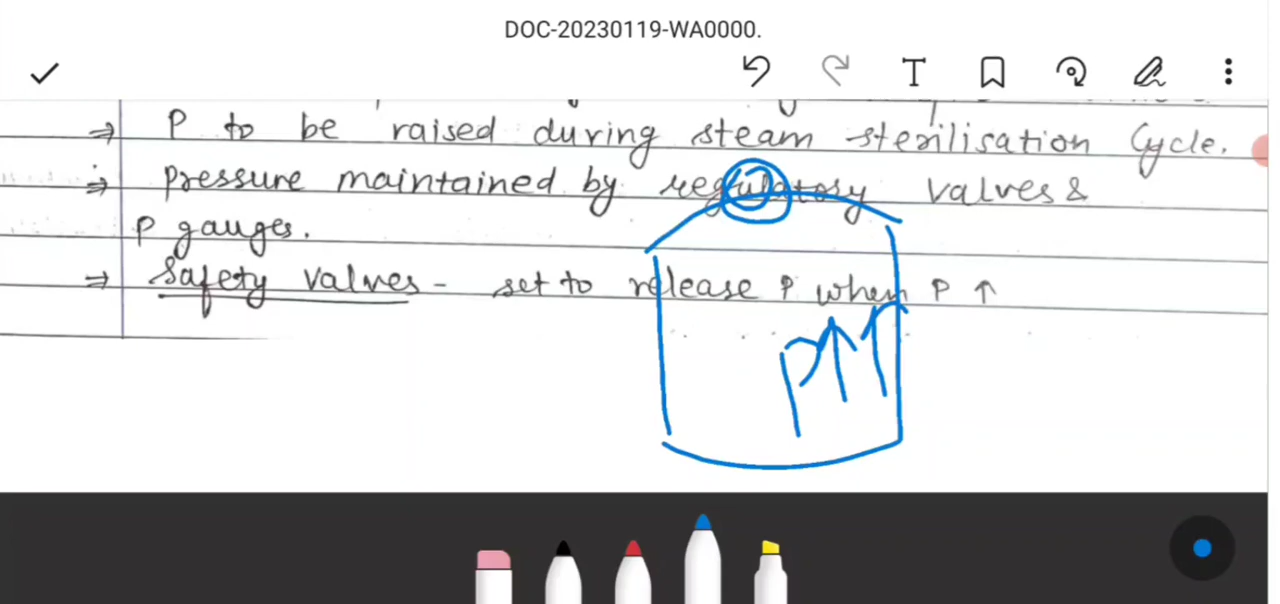 DOC-20230119-WA0000.
T
⇒ P to be raised during steam sterilisation Cycle.
⇒ Pressure maintained by regulatory valves &
P gauges.
⇒ Safety valves - set to release P when P ↑
P↑↑